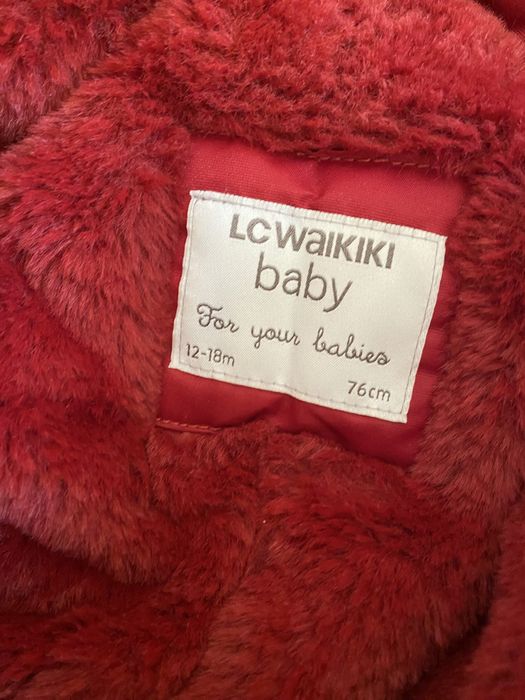 LC WAIKIKI
baby
For your babies
12-18m
76cm